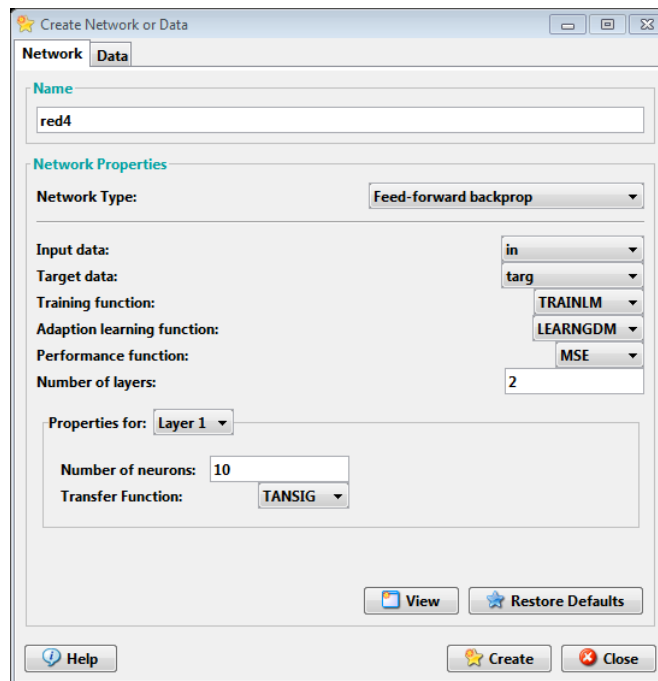 Create Network or Data
Network Data
Name
red4
Network Properties
Network Type: Feed-forward backprop
Input data: in
Target data: targ
Training function: TRAINLM
Adaption learning function: LEARNGDM
Performance function: MSE
Number of layers: 2
Properties for: Layer 1
Number of neurons: 10
Transfer Function: TANSIG
View Restore Defaults
Help Create Close